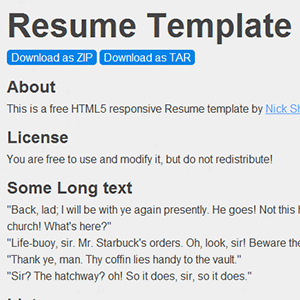 Resume Template
Download as ZIP Download as TAR
About
This is a free HTML5 responsive Resume template by Nick
License
You are free to use and modify it, but do not redistribute!
Some Long text
"Back, lad; I will be with ye again presently. He goes! Not this
church! What's here?"
"Life-buoy, sir. Mr. Starbuck's orders. Oh, look, sir! Beware
"Thank ye, man. Thy coffin lies handy to the vault."
"Sir? The hatchway? oh! So it does, sir, so it does."